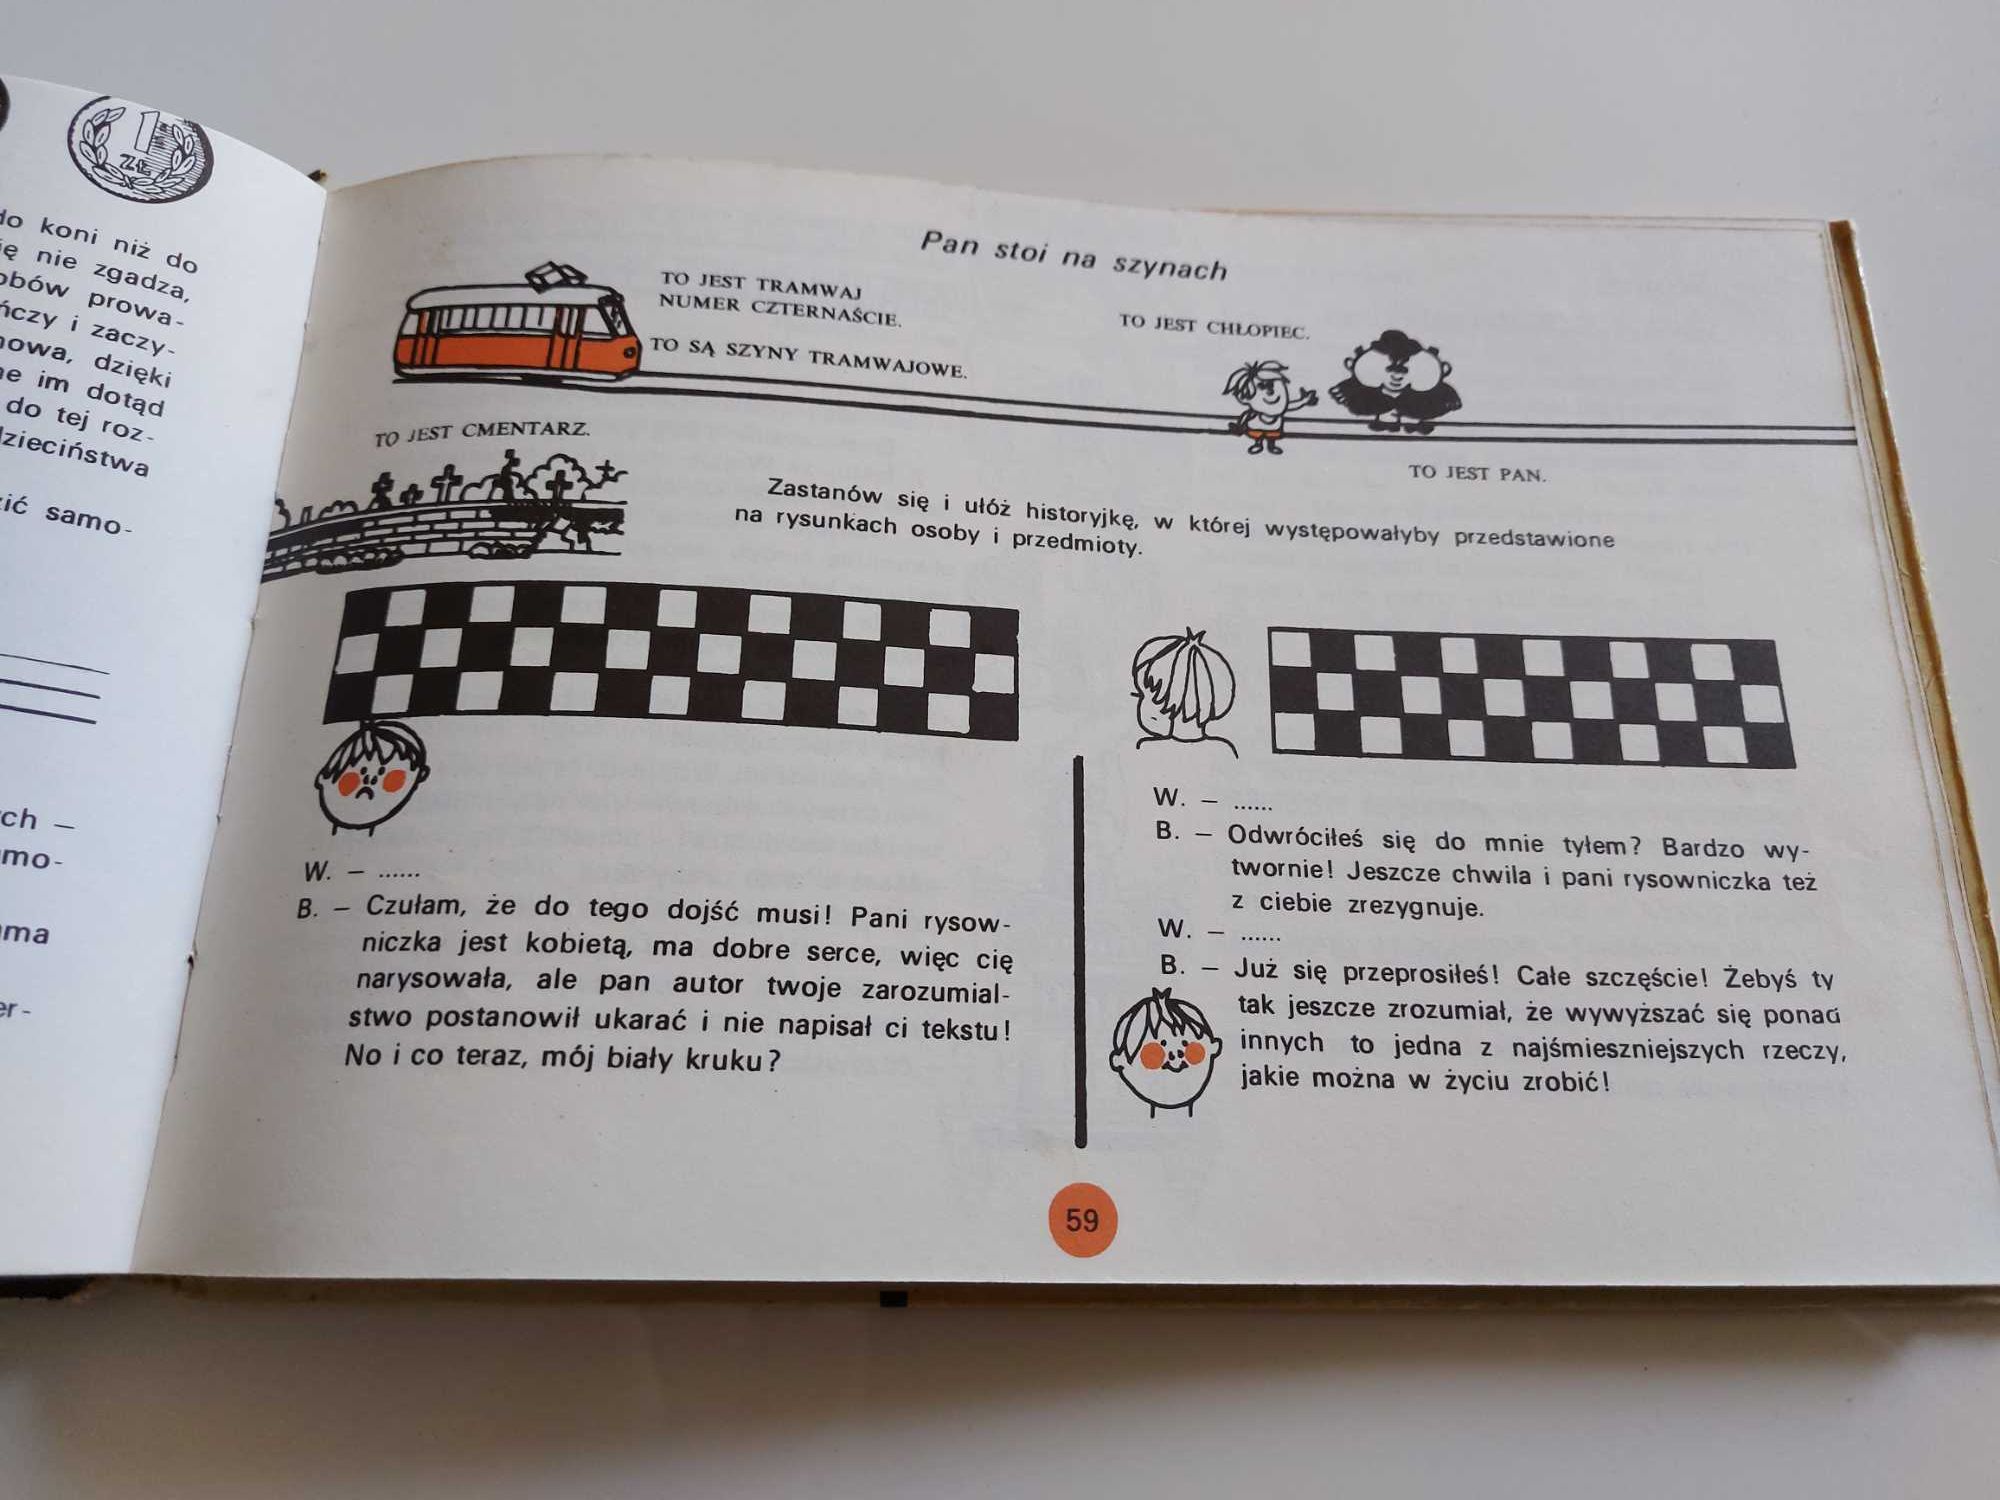 1
ZŁ
do koni niż do
ię nie zgadza,
obów prowa-
ńczy i zaczy-
nowa, dzięki
ne im dotąd
do tej roz-
dzieciństwa
samo-
ych –
Pan stoi na szynach
TO JEST TRAMWAJ
NUMER CZTERNAŚCIE.
TO SĄ SZYNY TRAMWAJOWE.
TO JEST CHŁOPIEC.
TO JEST CMENTARZ.
TO JEST PAN.
Zastanów się i ułóż historyjkę, w której występowałyby przedstawione
na rysunkach osoby i przedmioty.
W. – ......
B. – Czułam, że do tego dojść musi! Pani rysow-
niczka jest kobietą, ma dobre serce, więc cię
narysowała, ale pan autor twoje zarozumial-
stwo postanowił ukarać i nie napisał ci tekstu!
No i co teraz, mój biały kruku?
W. – ......
B. – Odwróciłeś się do mnie tyłem? Bardzo wy-
twornie! Jeszcze chwila i pani rysowniczka też
z ciebie zrezygnuje.
W. – ......
B. – Już się przeprosiłeś! Całe szczęście! Żebyś ty
tak jeszcze zrozumiał, że wywyższać się ponad
innych to jedna z najśmieszniejszych rzeczy,
jakie można w życiu zrobić!
59